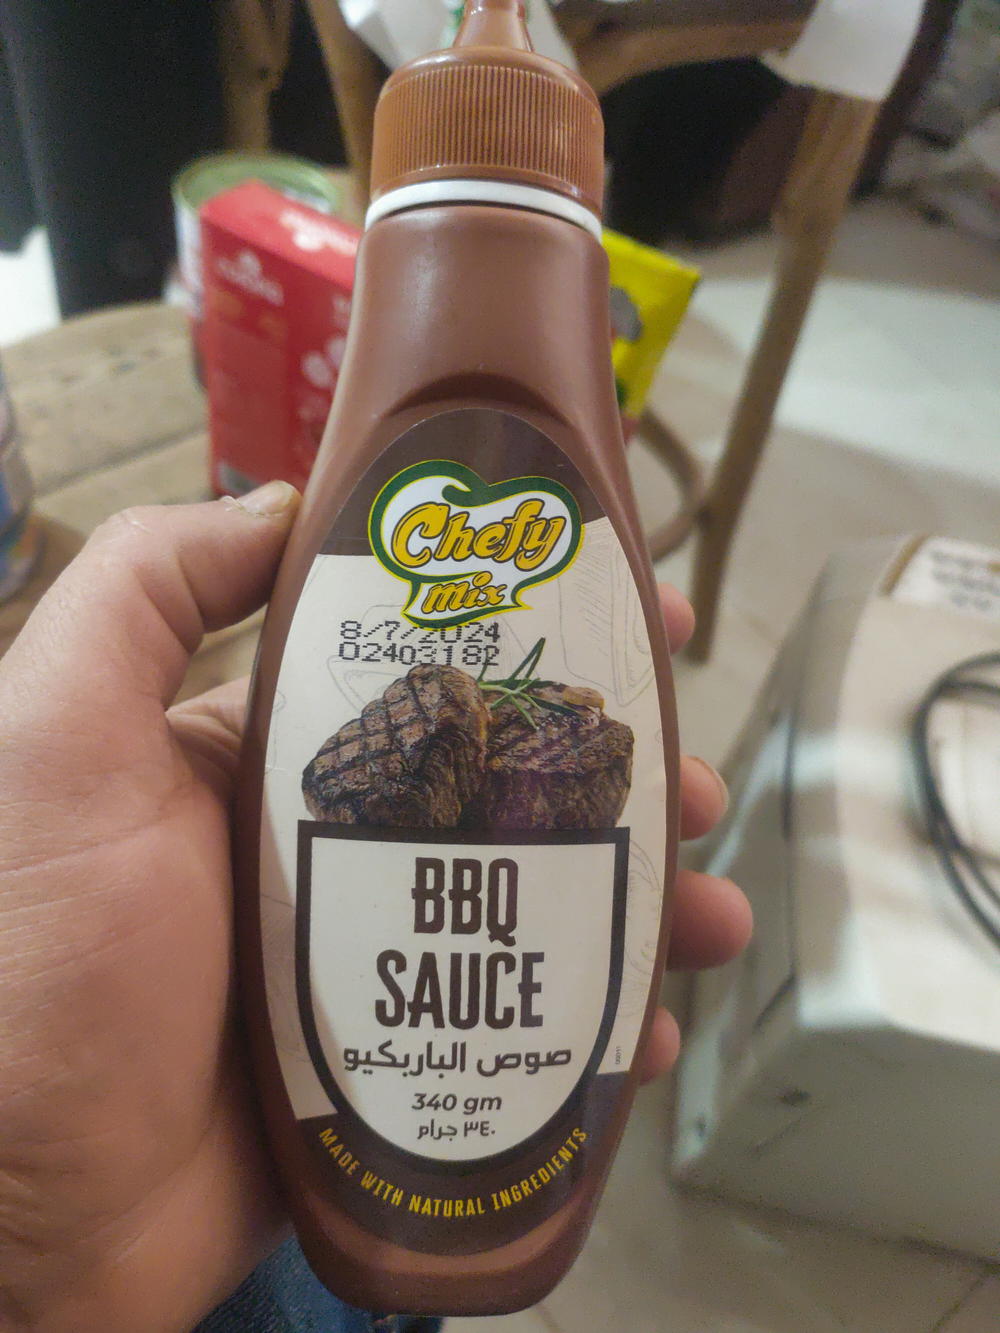 Chefy
Mix
8/7/2024
02403182
BBQ
SAUCE
صوص الباربكيو
340 gm
٣٤٠ جرام
MADE WITH NATURAL INGREDIENTS